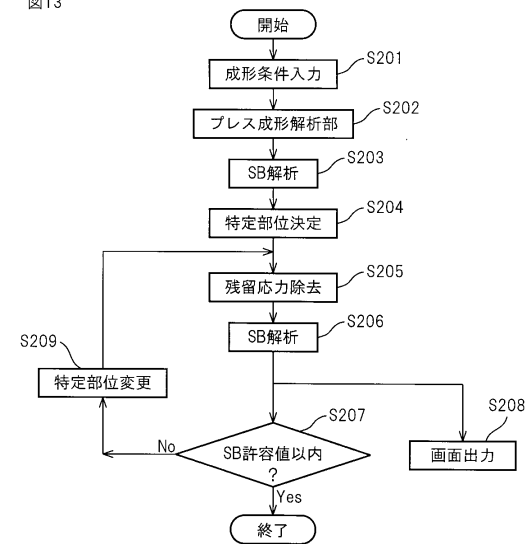 図13
開始
成形条件入力
S201
プレス成形解析部
S202
SB解析
S203
特定部位決定
S204
残留応力除去
S205
SB解析
S206
S209
特定部位変更
S207
SB許容値以内
?
No
Yes
S208
画面出力
終了